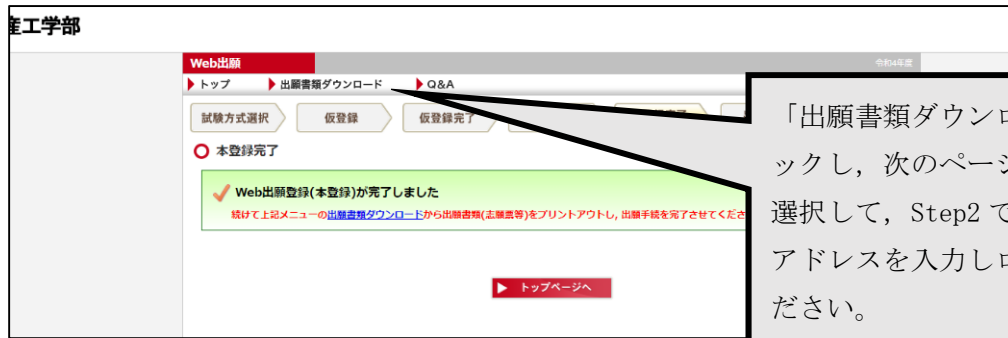 産工学部
Web出願
令和4年度
トップ 出願書類ダウンロード Q&A
試験方式選択 仮登録 仮登録完了
本登録完了
Web出願登録(本登録)が完了しました
続けて上記メニューの出願書類ダウンロードから出願書類(志願票等)をプリントアウトし, 出願手続を完了させてくださ
トップページへ
「出願書類ダウンロ
ックし，次のページ
選択して，Step2 で
アドレスを入力しロ
ださい。